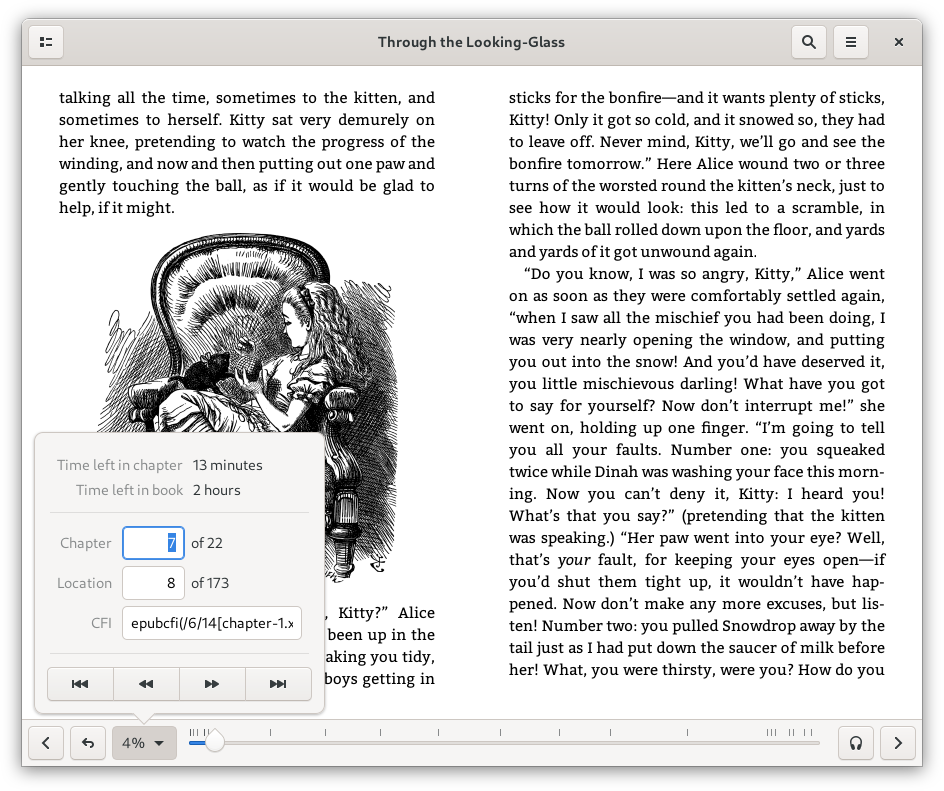 Through the Looking-Glass
talking all the time, sometimes to the kitten, and
sometimes to herself. Kitty sat very demurely on
her knee, pretending to watch the progress of the
winding, and now and then putting out one paw and
gently touching the ball, as if it would be glad to
help, if it might.
, Kitty?” Alice
been up in the
aking you tidy,
boys getting in
sticks for the bonfire—and it wants plenty of sticks,
Kitty! Only it got so cold, and it snowed so, they had
to leave off. Never mind, Kitty, we’ll go and see the
bonfire tomorrow.” Here Alice wound two or three
turns of the worsted round the kitten’s neck, just to
see how it would look: this led to a scramble, in
which the ball rolled down upon the floor, and yards
and yards of it got unwound again.
“Do you know, I was so angry, Kitty,” Alice went
on as soon as they were comfortably settled again,
“when I saw all the mischief you had been doing, I
was very nearly opening the window, and putting
you out into the snow! And you’d have deserved it,
you little mischievous darling! What have you got
to say for yourself? Now don’t interrupt me!” she
went on, holding up one finger. “I’m going to tell
you all your faults. Number one: you squeaked
twice while Dinah was washing your face this morn-
ing. Now you can’t deny it, Kitty: I heard you!
What’s that you say?” (pretending that the kitten
was speaking.) “Her paw went into your eye? Well,
that’s your fault, for keeping your eyes open—if
you’d shut them tight up, it wouldn’t have hap-
pened. Now don’t make any more excuses, but lis-
ten! Number two: you pulled Snowdrop away by the
tail just as I had put down the saucer of milk before
her! What, you were thirsty, were you? How do you
Time left in chapter 13 minutes
Time left in book 2 hours
Chapter 7 of 22
Location 8 of 173
CFI epubcfi(/6/14[chapter-1.x
4%